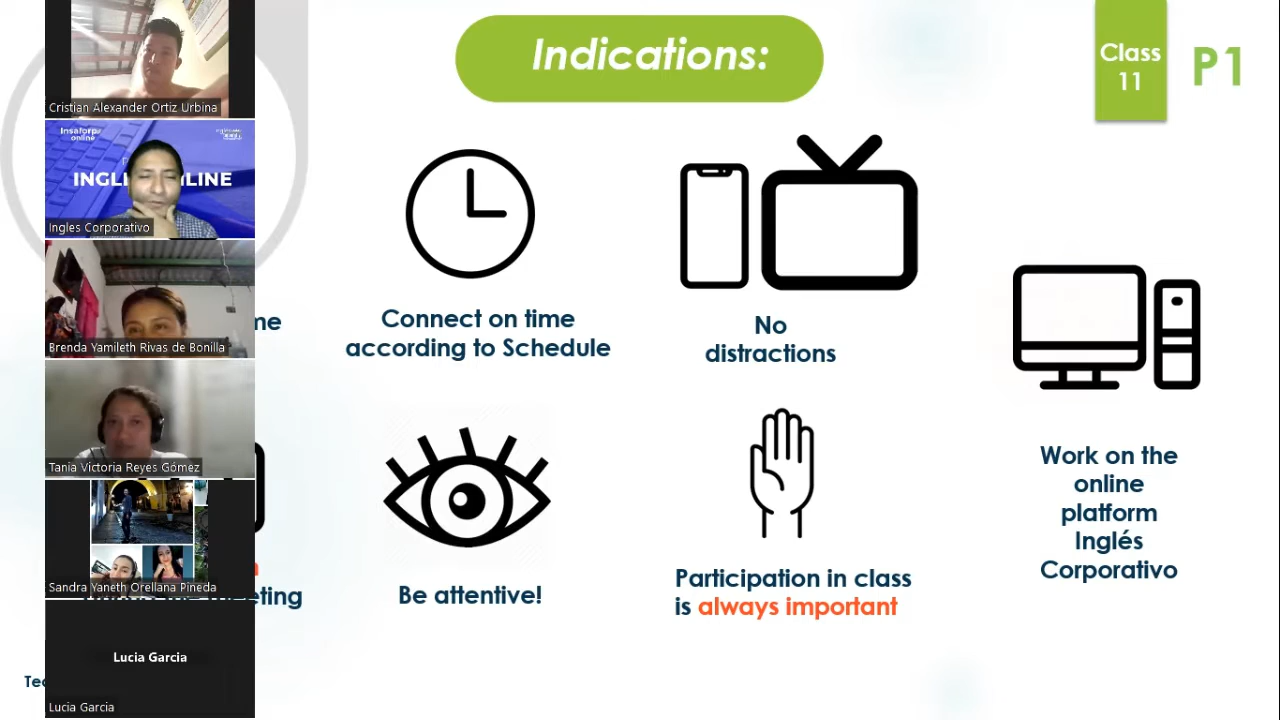 Indications:
Class
11
P1
Cristian Alexander Ortiz Urbina
Insaforp
online
Ingles Corporativo
Brenda Yamileth Rivas de Bonilla
Tania Victoria Reyes Gómez
Sandra Yaneth Orellana Pineda
Lucia Garcia
Lucia Garcia
Connect on time
according to Schedule
No
distractions
Be attentive!
Participation in class
is always important
Work on the
online
platform
Inglés
Corporativo